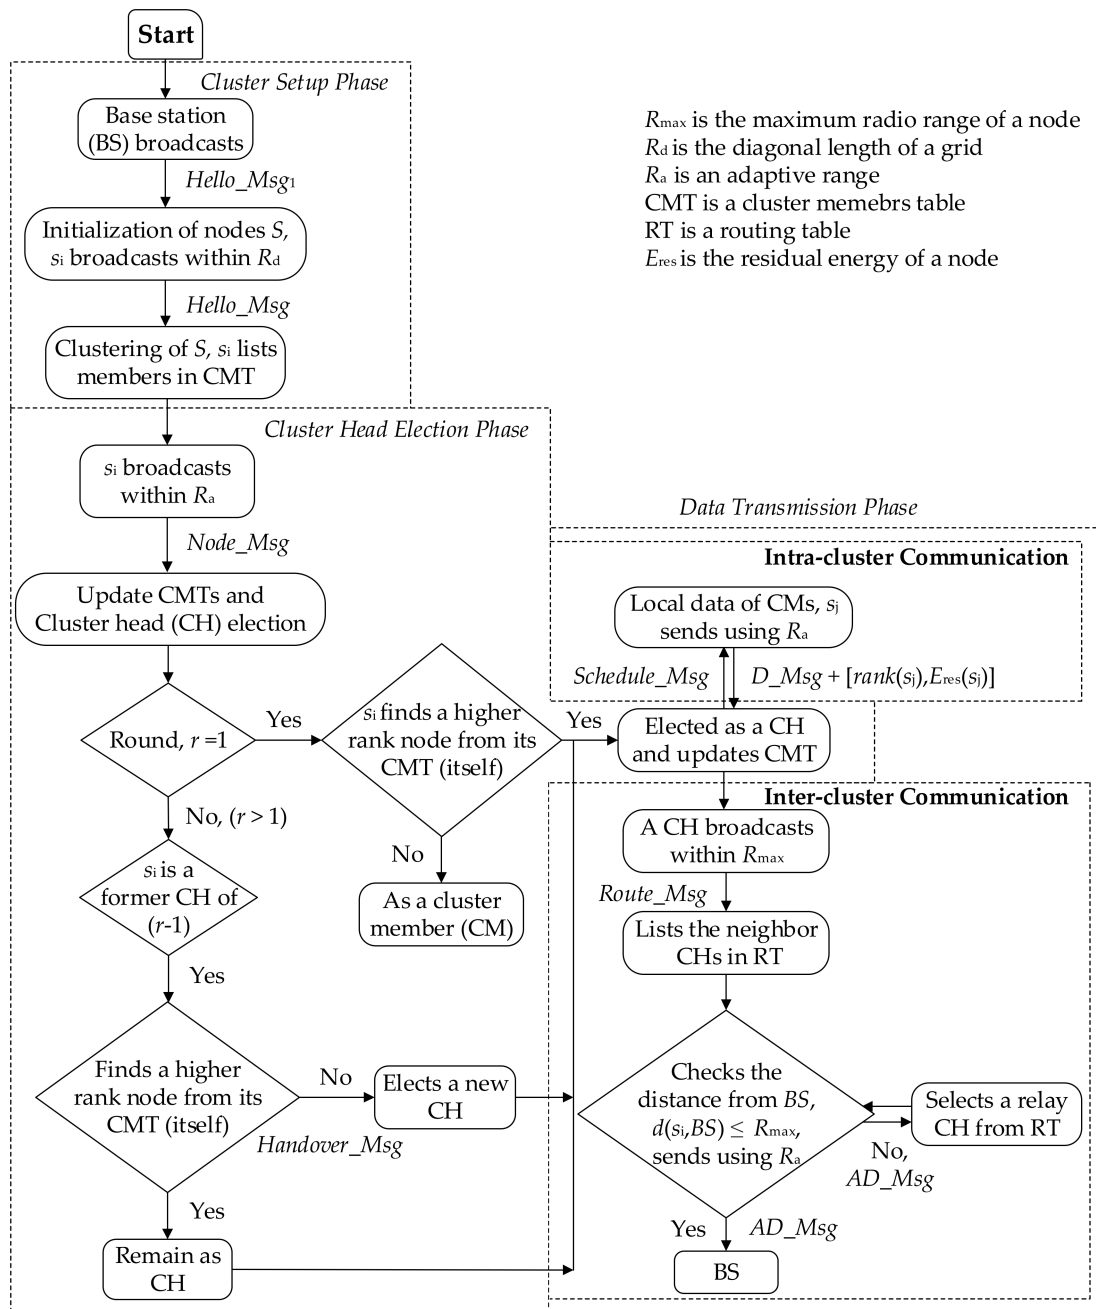 Start
Cluster Setup Phase
Base station
(BS) broadcasts
Hello_Msg1
Initialization of nodes S,
si broadcasts within Rd
Hello_Msg
Clustering of S, si lists
members in CMT
Rmax is the maximum radio range of a node
Rd is the diagonal length of a grid
Ra is an adaptive range
CMT is a cluster memebrs table
RT is a routing table
Eres is the residual energy of a node
Cluster Head Election Phase
si broadcasts
within Ra
Node_Msg
Update CMTs and
Cluster head (CH) election
Round, r =1
Yes
si finds a higher
rank node from its
CMT (itself)
Yes
No
As a cluster
member (CM)
No, (r > 1)
si is a
former CH of
(r-1)
Yes
Finds a higher
rank node from its
CMT (itself)
No
Handover_Msg
Elects a new
CH
Yes
Remain as
CH
Data Transmission Phase
Intra-cluster Communication
Local data of CMs, sj
sends using Ra
Schedule_Msg
D_Msg + [rank(sj),Eres(sj)]
Elected as a CH
and updates CMT
Inter-cluster Communication
A CH broadcasts
within Rmax
Route_Msg
Lists the neighbor
CHs in RT
Checks the
distance from BS,
d(si,BS) ≤ Rmax,
sends using Ra
Selects a relay
CH from RT
No,
AD_Msg
Yes
AD_Msg
BS